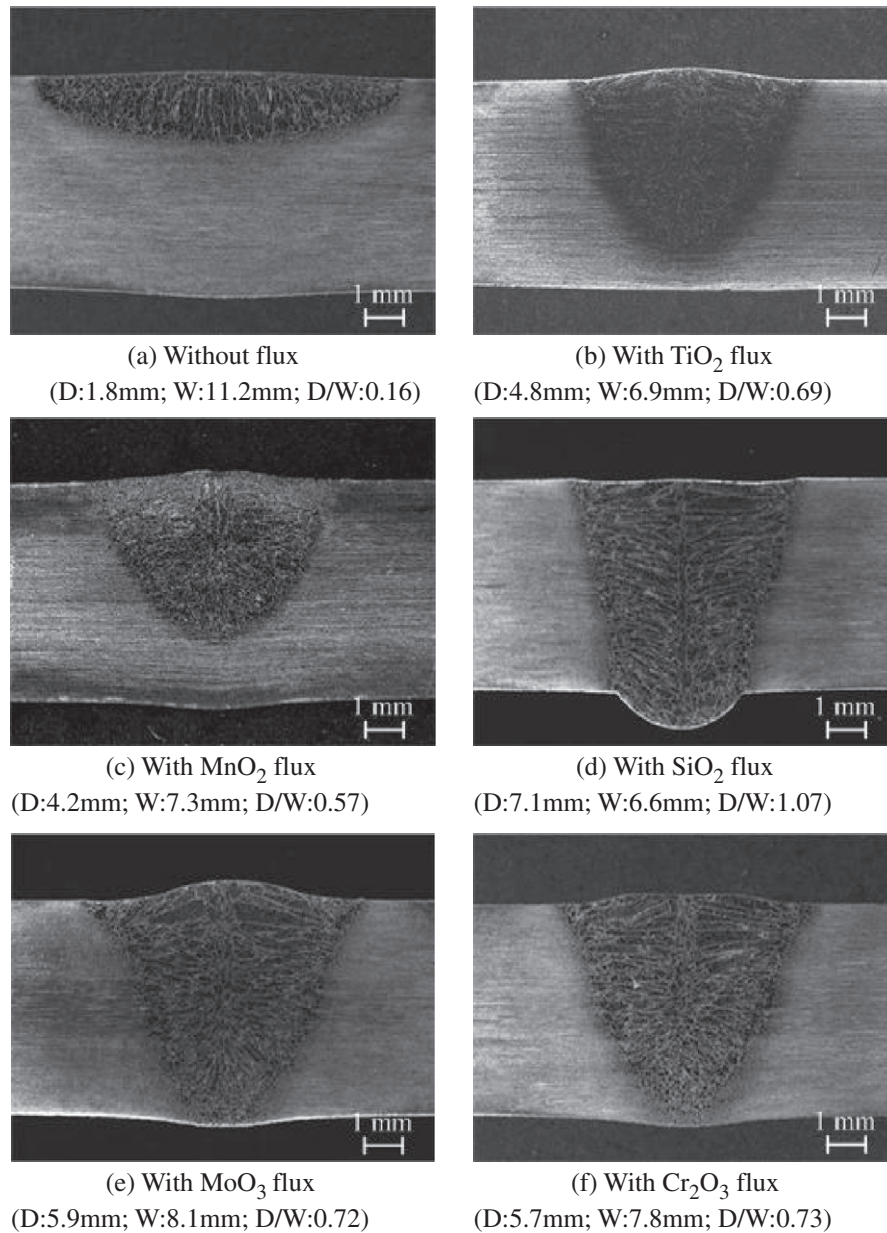 1 mm
1 mm
(a) Without flux
(D:1.8mm; W:11.2mm; D/W:0.16)
(b) With TiO₂ flux
(D:4.8mm; W:6.9mm; D/W:0.69)
1 mm
1 mm
(c) With MnO₂ flux
(D:4.2mm; W:7.3mm; D/W:0.57)
(d) With SiO₂ flux
(D:7.1mm; W:6.6mm; D/W:1.07)
1 mm
1 mm
(e) With MoO₃ flux
(D:5.9mm; W:8.1mm; D/W:0.72)
(f) With Cr₂O₃ flux
(D:5.7mm; W:7.8mm; D/W:0.73)